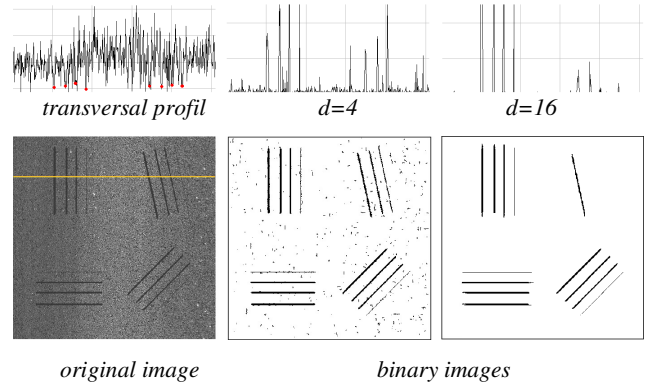 transversal profil d=4 d=16
original image binary images